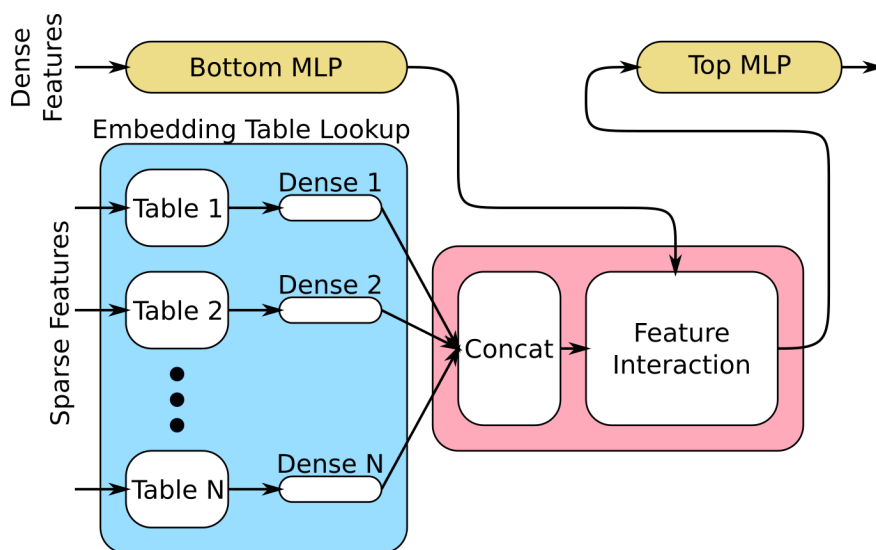 Dense
Features
Bottom MLP
Top MLP
Embedding Table Lookup
Sparse Features
Table 1
Dense 1
Table 2
Dense 2
Concat
Feature
Interaction
Table N
Dense N